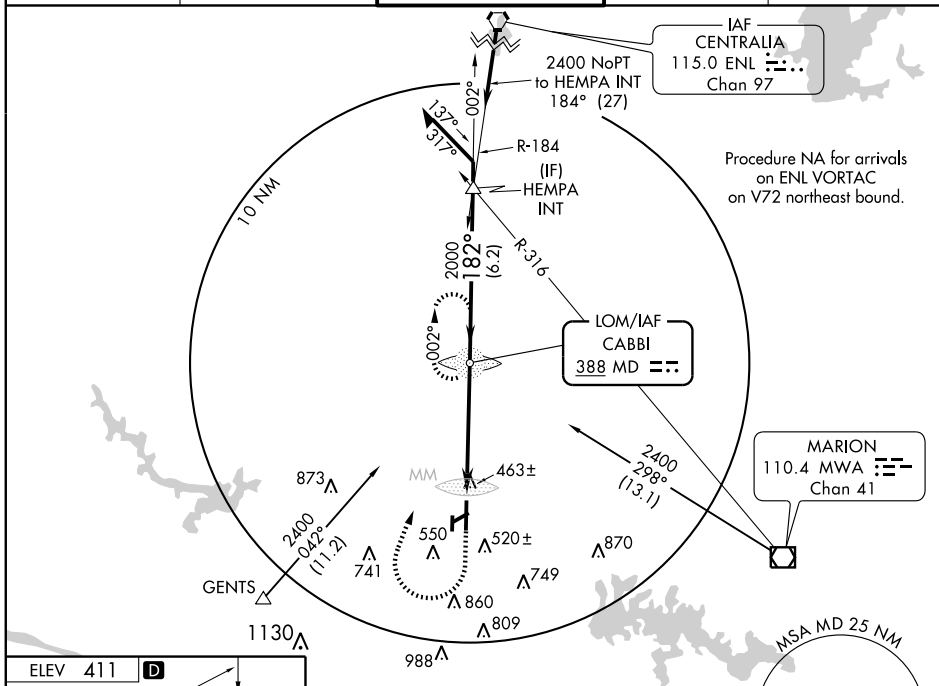 IAF
CENTRALIA
115.0 ENL
Chan 97
2400 NoPT
to HEMPA INT
184° (27)
002°
137°
317°
R-184
(IF)
HEMPA
INT
Procedure NA for arrivals
on ENL VORTAC
on V72 northeast bound.
10 NM
2000
182°
(6.2)
R-316
002°
LOM/IAF
CABBI
388 MD
MARION
110.4 MWA
Chan 41
2400
298°
(13.1)
MM
463±
873
2400
042°
(11.2)
550
520±
870
741
749
GENTS
860
809
1130
988
MSA MD 25 NM
ELEV 411 D